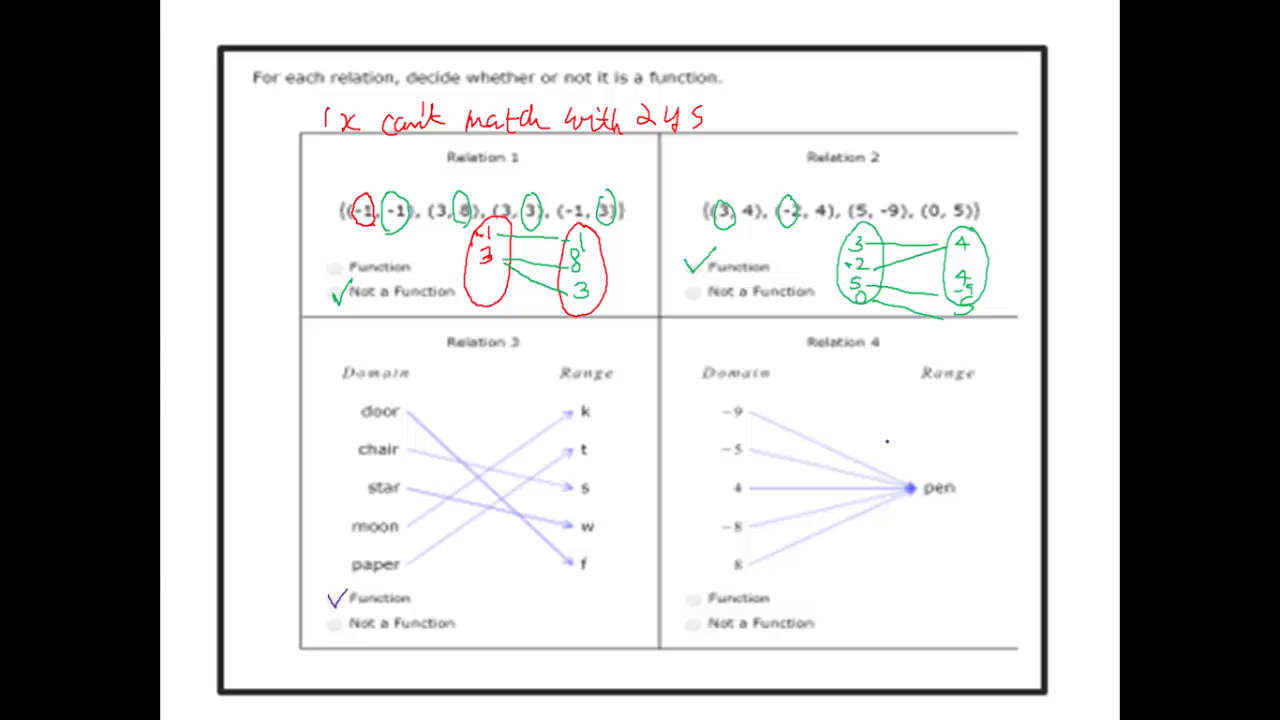 For each relation, decide whether or not it is a function.
1x can't match with 2ys
Relation 1
{(-1, -1), (3, 8), (3, 3), (-1, 3)}
-1 1
3 8
3
Function
Not a Function
Relation 2
{(3, 4), (-2, 4), (5, -9), (0, 5)}
3 4
-2 4
5 -9
0 5
Function
Not a Function
Relation 3
Domain Range
door k
chair t
star s
moon w
paper f
Function
Not a Function
Relation 4
Domain Range
-9
-5
4 pen
-8
8
Function
Not a Function